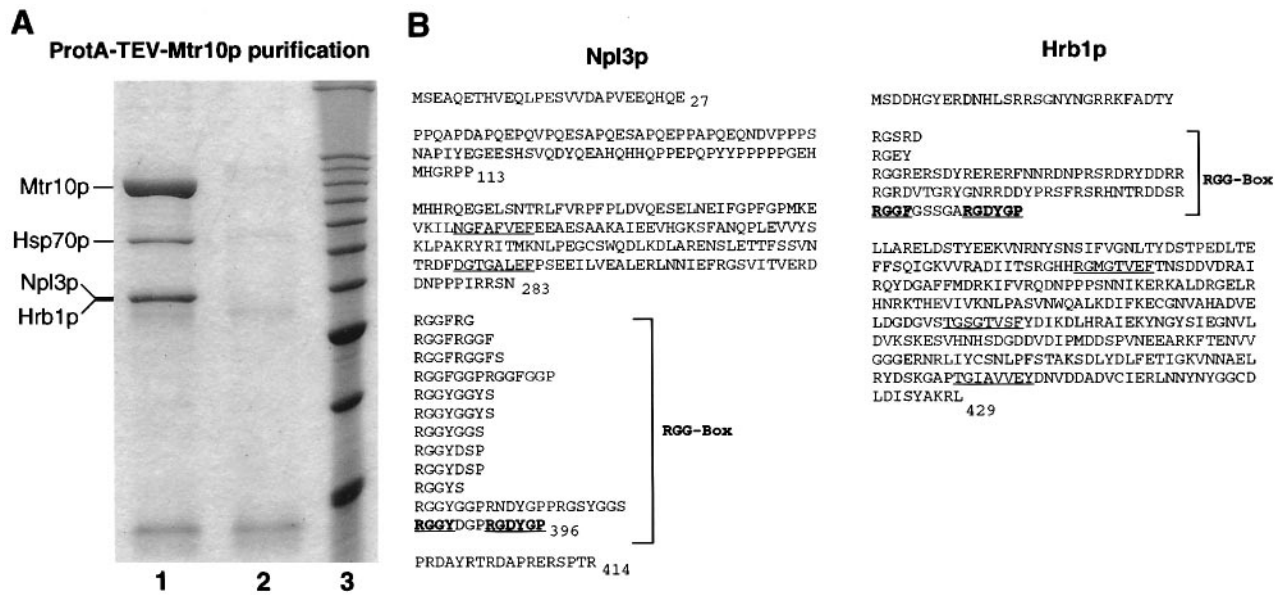 A
ProtA-TEV-Mtr10p purification
Mtr10p
Hsp70p
Npl3p
Hrb1p
1 2 3
B
Npl3p
MSEAQETHVEQLPESVVDAPVEEQHQE 27
PPQAPDAPQEPQVPQESAPQESAPQEPPAPQEQNDVPPPS
NAPIYEGEESHSVQDYQEAHQHHQPPEPQPYYPPPPPGEH
MHGRPP 113
MHHRQEGELSNTRLFVRPFPLDVQESELNEIFGPFGPMKE
VKILNGFAFVEFEEAESAAKAIEEVHGKSFANQPLEVVYS
KLPAKRYRITMKNLPEGCSWQDLKDLARENSLETTFSSVN
TRDFDGTGALEFPSEEILVEALERLNNIEFRGSVITVERD
DNPPPIRRSN 283
RGGFRG
RGGFRGGF
RGGFRGGFS
RGGFGGPRGGFGGP
RGGYGGYS
RGGYGGYS
RGGYGGS
RGGYDSP
RGGYDSP
RGGYS
RGGYGGPRNDYGPPRGSYGGS
RGGYDGPRGDYGP 396
RGG-Box
PRDAYRTRDAPRERSPTR 414
Hrb1p
MSDDHGYERDNHLSRRSGNYNGRRKFADTY
RGSRD
RGEY
RGGRERSDYRERERFNNRDNPRSRDRYDDRR
RGRDVTGRYGNRRDDYPRSFRSRHNTRDDSR
RGGFGSSGARGDYGP
RGG-Box
LLARELDSTYEEKVNRNYSNSIFVGNLTYDSTPEDLTE
FFSQIGKVVRADIITSRGHHRGMGTVEFTNSDDVDRAI
RQYDGAFFMDRKIFVRQDNPPPSNNIKERKALDRGELR
HNRKTHEVIVKNLPASVNWQALKDIFKECGNVAHADVE
LDGDGVSTGSGTVSFYDIKDLHRAIEKYNGYSIEGNVL
DVKSKESVHNHSDGDDVDIPMDDSPVNEEARKFTENVV
GGGERNRLIYCSNLPFSTAKSDLYDLFETIGKVNNAEL
RYDSKGAPTGIAVVEYDNVDDADVCIERLNNYNYGGCD
LDISYAKRL 429